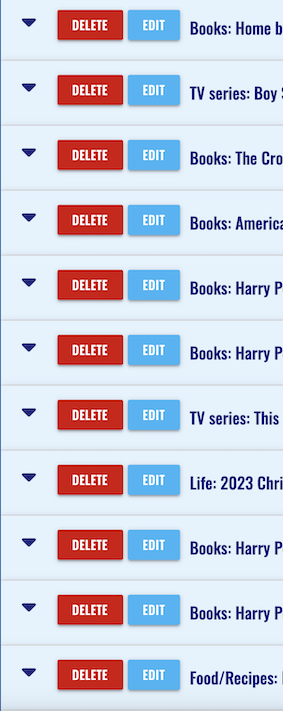 DELETE EDIT Books: Home b
DELETE EDIT TV series: Boy
DELETE EDIT Books: The Cro
DELETE EDIT Books: America
DELETE EDIT Books: Harry P
DELETE EDIT Books: Harry P
DELETE EDIT TV series: This
DELETE EDIT Life: 2023 Chri
DELETE EDIT Books: Harry P
DELETE EDIT Books: Harry P
DELETE EDIT Food/Recipes: